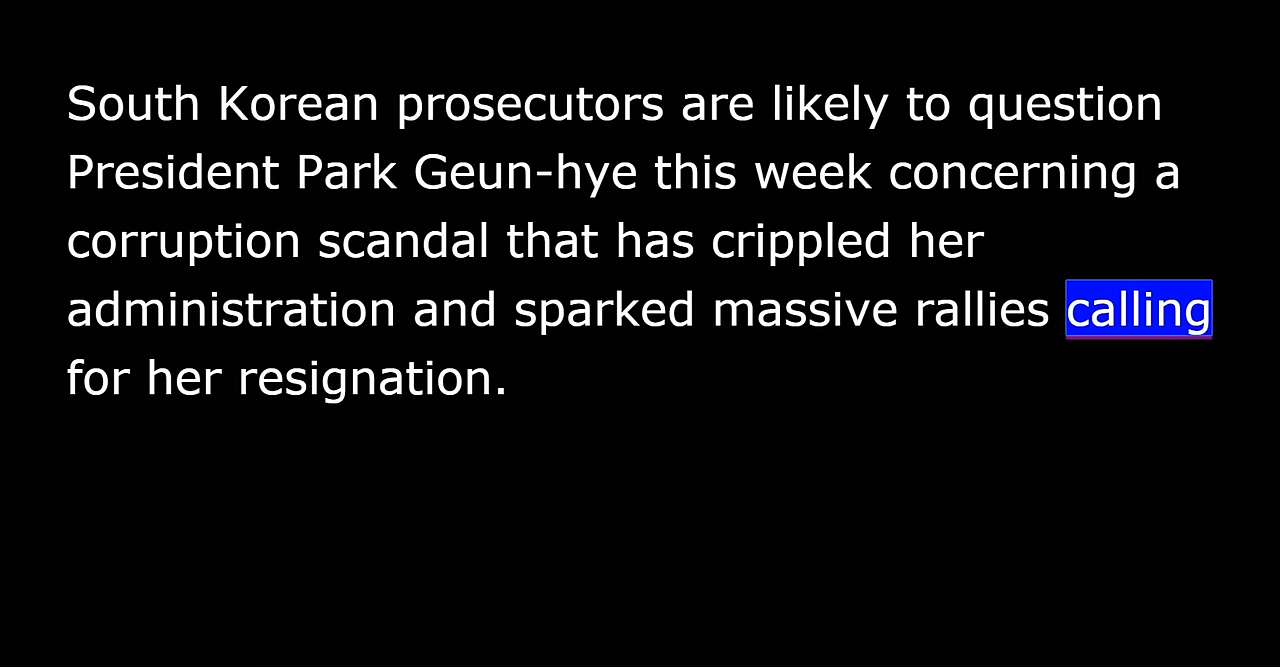 South Korean prosecutors are likely to question
President Park Geun-hye this week concerning a
corruption scandal that has crippled her
administration and sparked massive rallies calling
for her resignation.